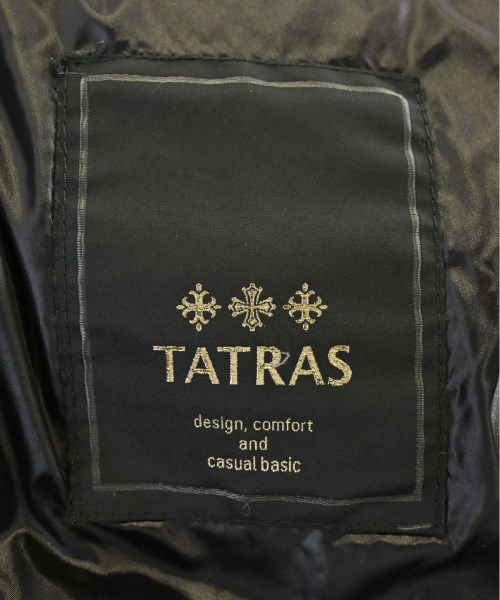 TATRAS
design, comfort
and
casual basic